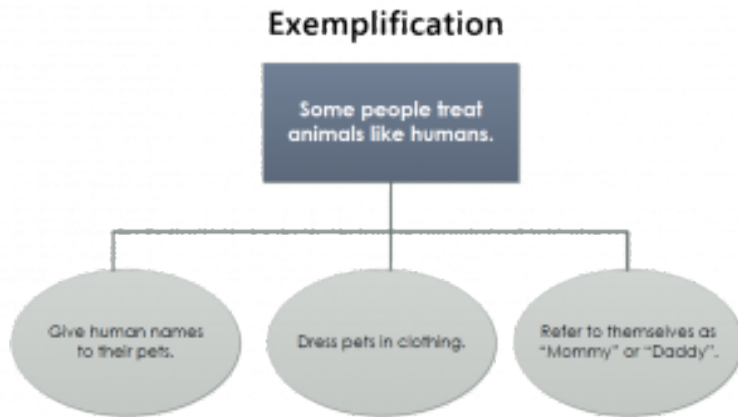 Exemplification
Some people treat
animals like humans.
Give human names
to their pets.
Dress pets in clothing.
Refer to themselves as
“Mommy” or “Daddy”.